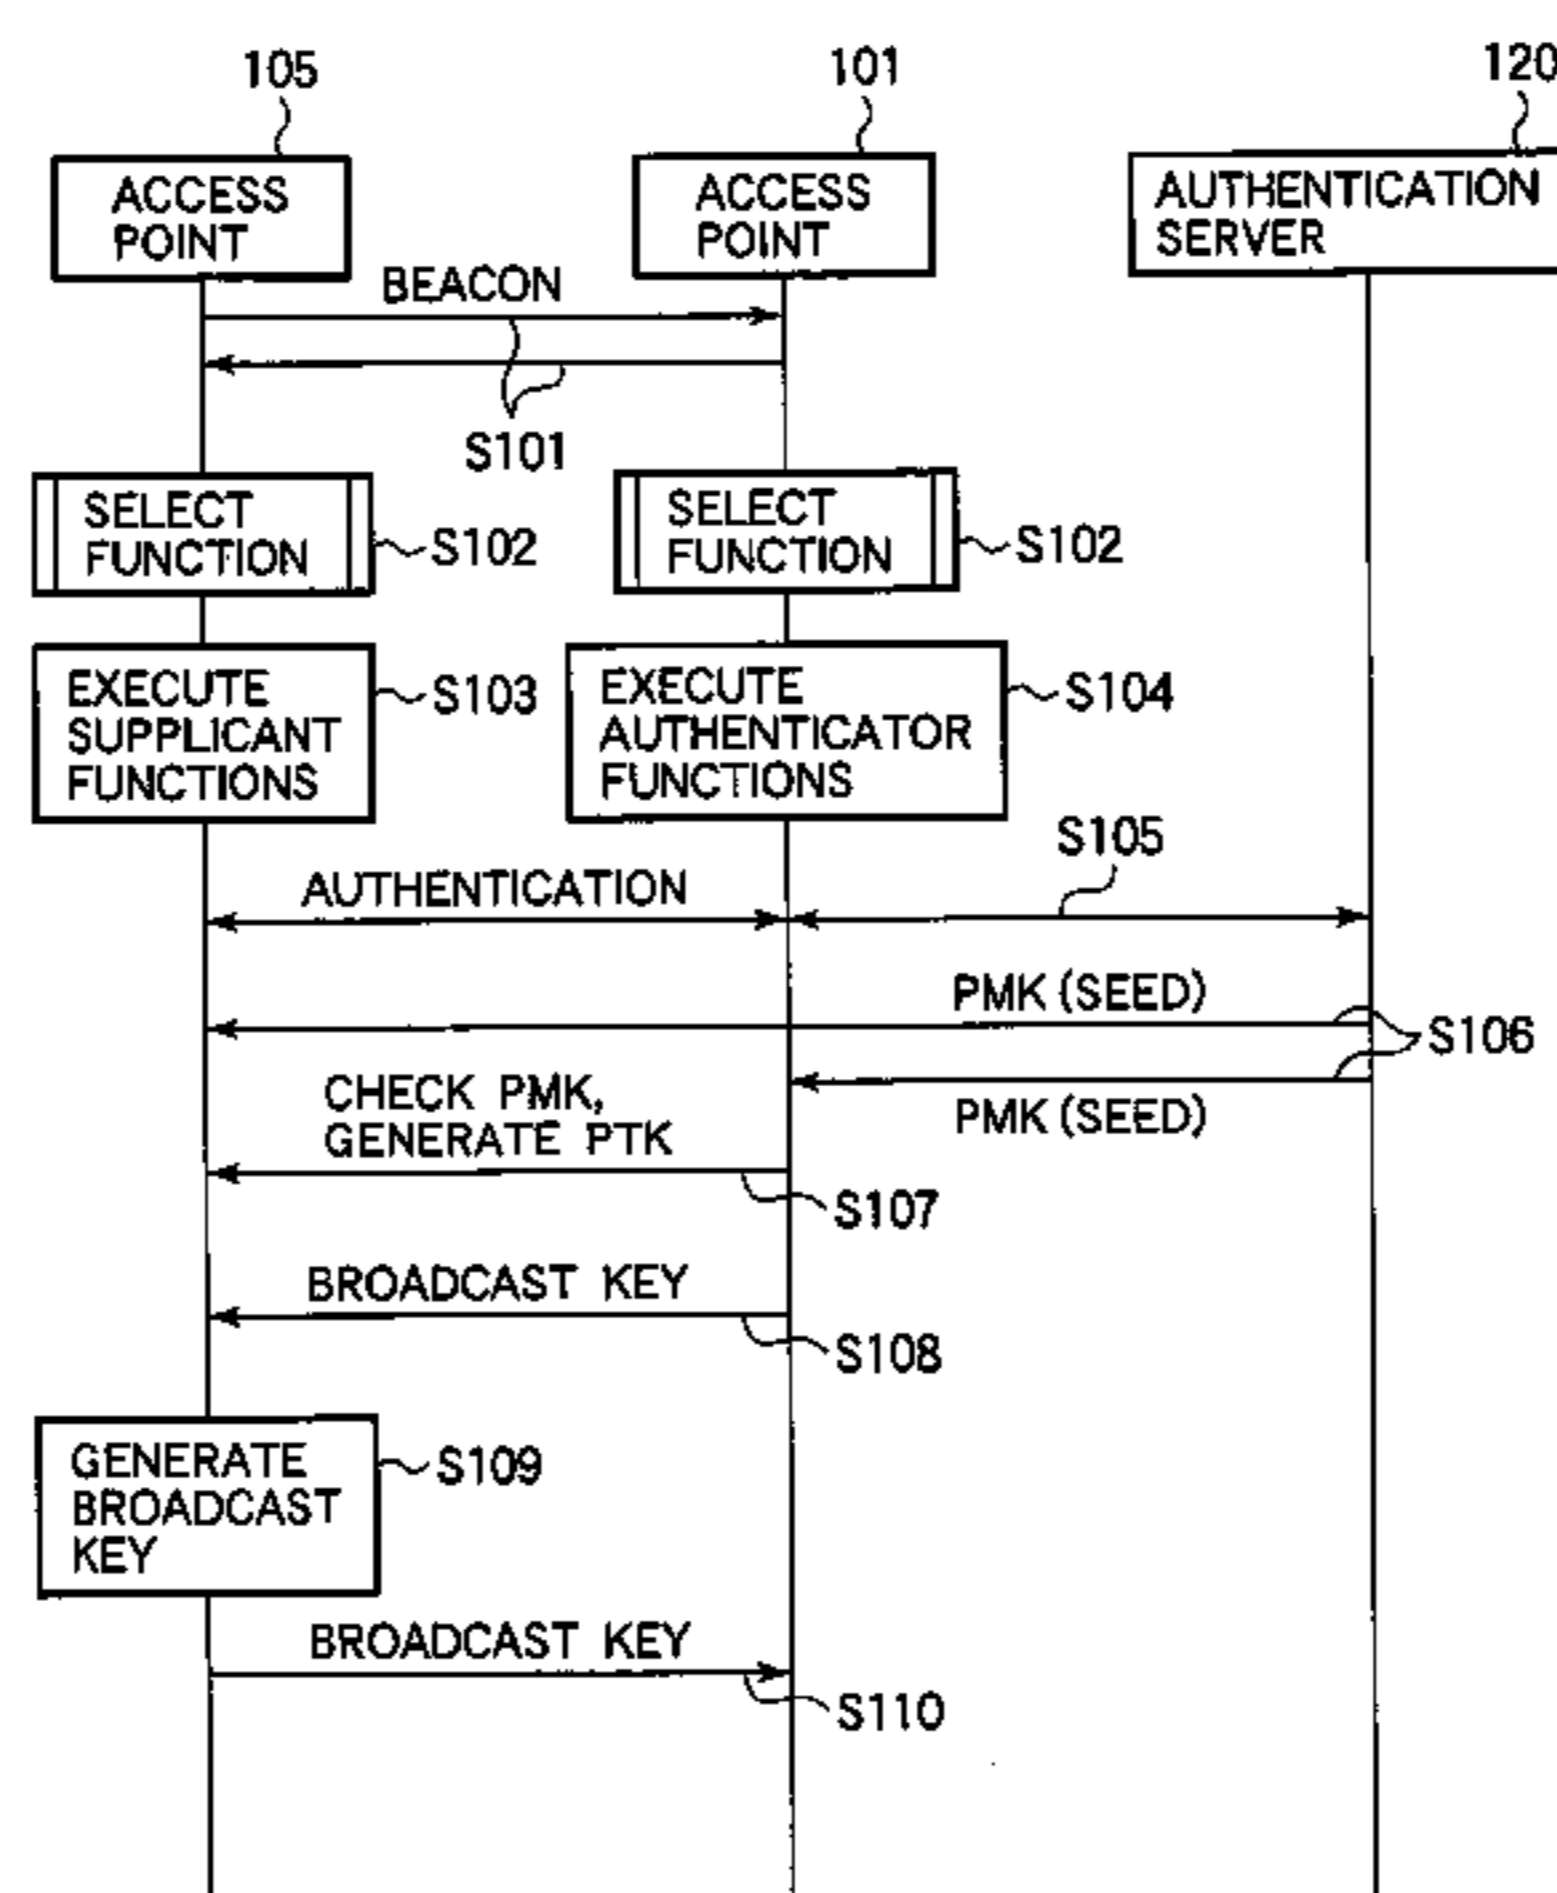 105
101
120
ACCESS
POINT
ACCESS
POINT
AUTHENTICATION
SERVER
BEACON
S101
SELECT
FUNCTION
S102
SELECT
FUNCTION
S102
EXECUTE
SUPPLICANT
FUNCTIONS
S103
EXECUTE
AUTHENTICATOR
FUNCTIONS
S104
S105
AUTHENTICATION
PMK (SEED)
S106
PMK (SEED)
CHECK PMK,
GENERATE PTK
S107
BROADCAST KEY
S108
GENERATE
BROADCAST
KEY
S109
BROADCAST KEY
S110